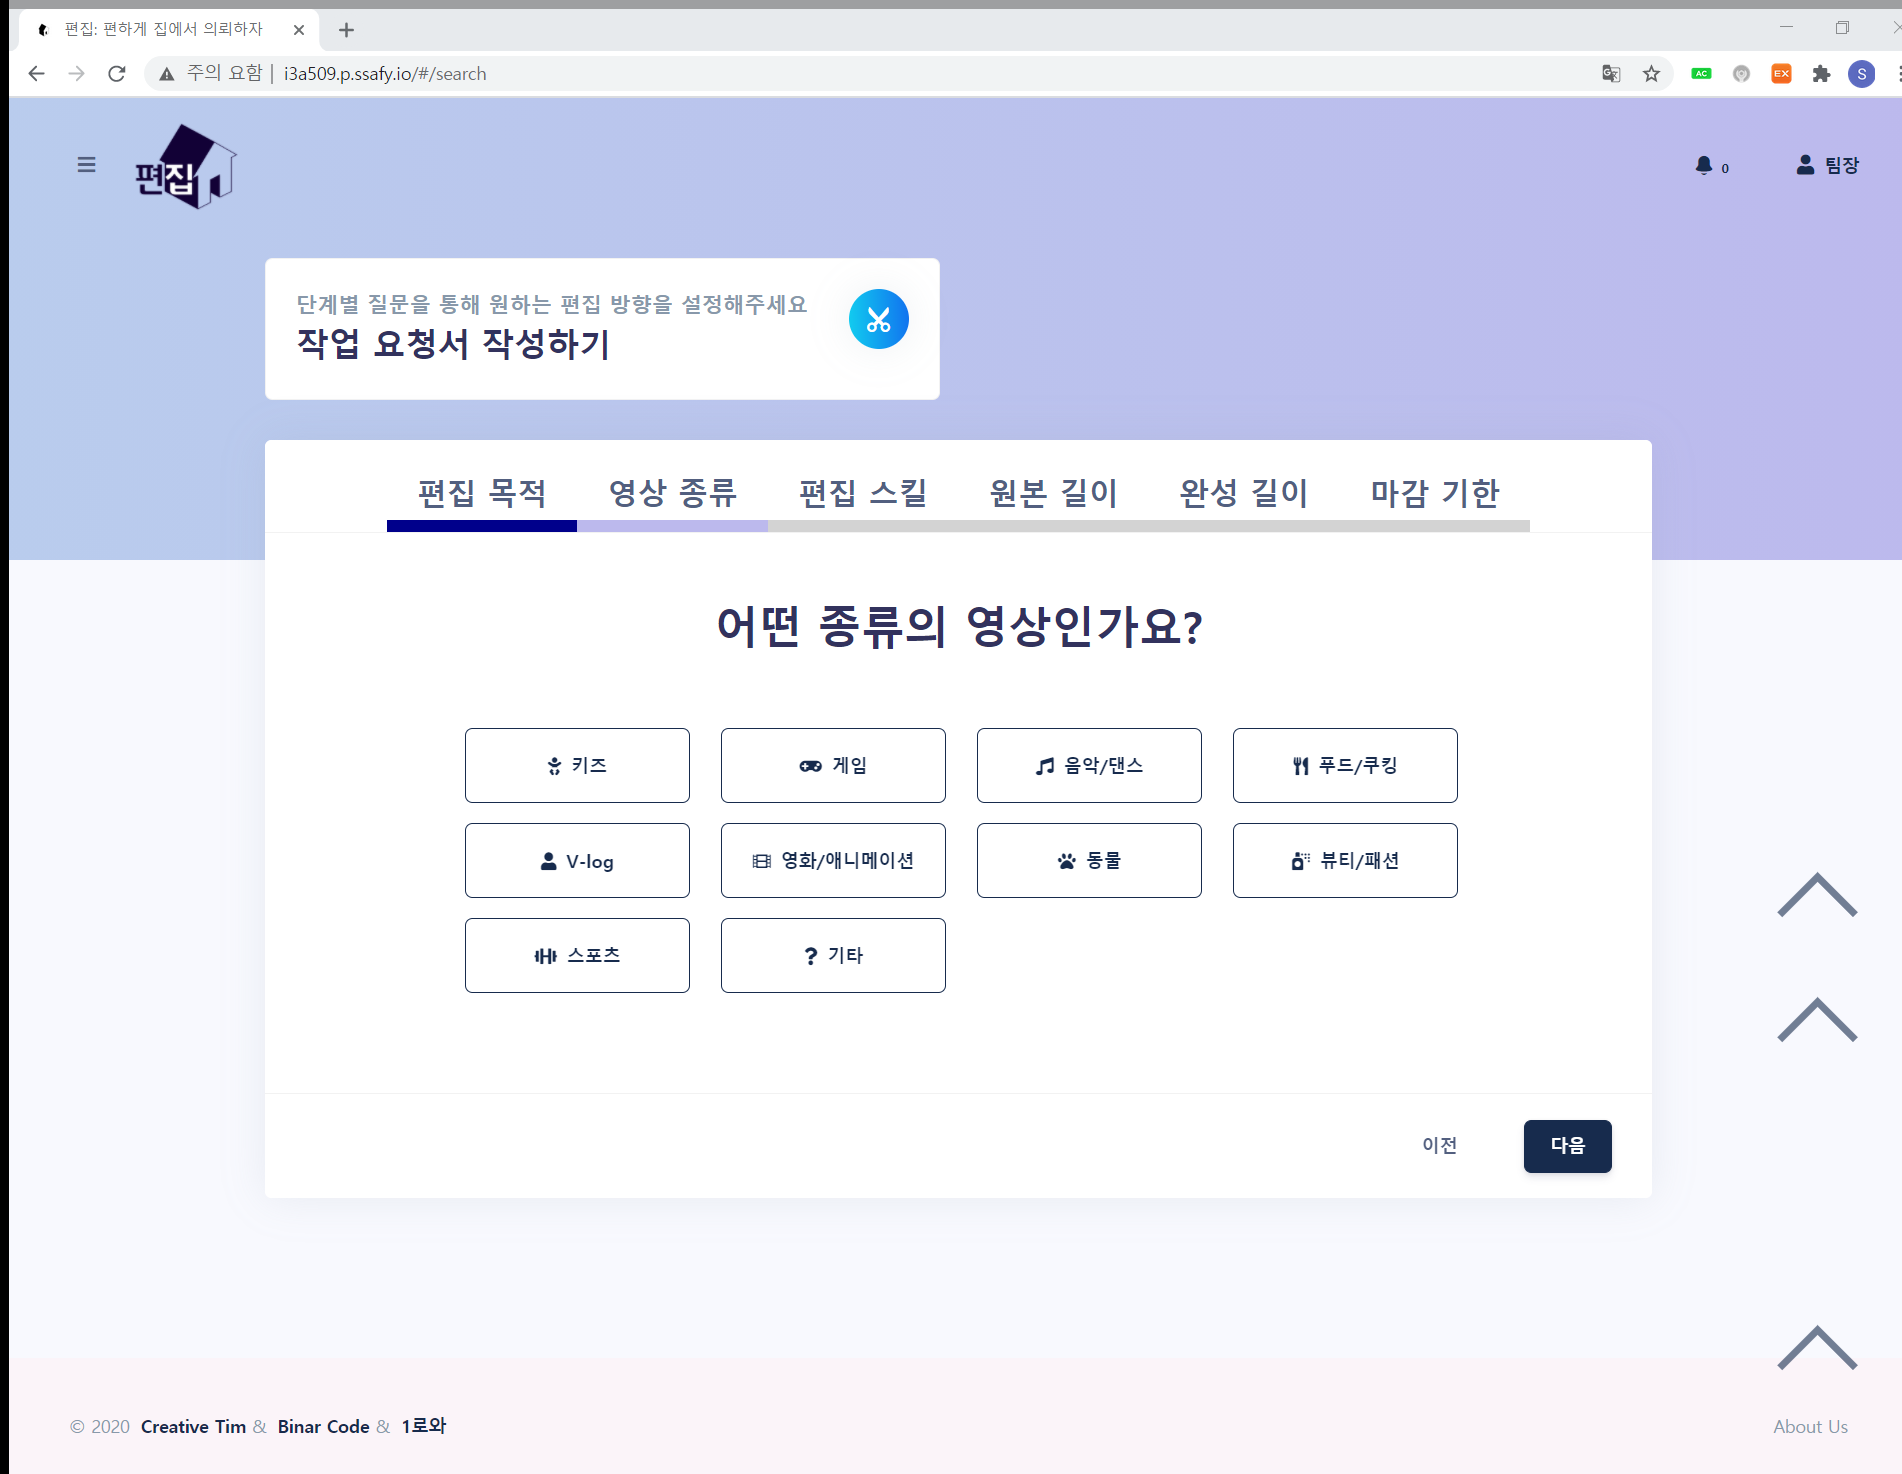 편집: 편하게 집에서 의뢰하자
주의 요함 | i3a509.p.ssafy.io/#/search
AC
EX
S
편집
0
팀장
단계별 질문을 통해 원하는 편집 방향을 설정해주세요
작업 요청서 작성하기
편집 목적 영상 종류 편집 스킬 원본 길이 완성 길이 마감 기한
어떤 종류의 영상인가요?
키즈 게임 음악/댄스 푸드/쿠킹
V-log 영화/애니메이션 동물 뷰티/패션
스포츠 ? 기타
이전 다음
© 2020 Creative Tim & Binar Code & 1로와
About Us